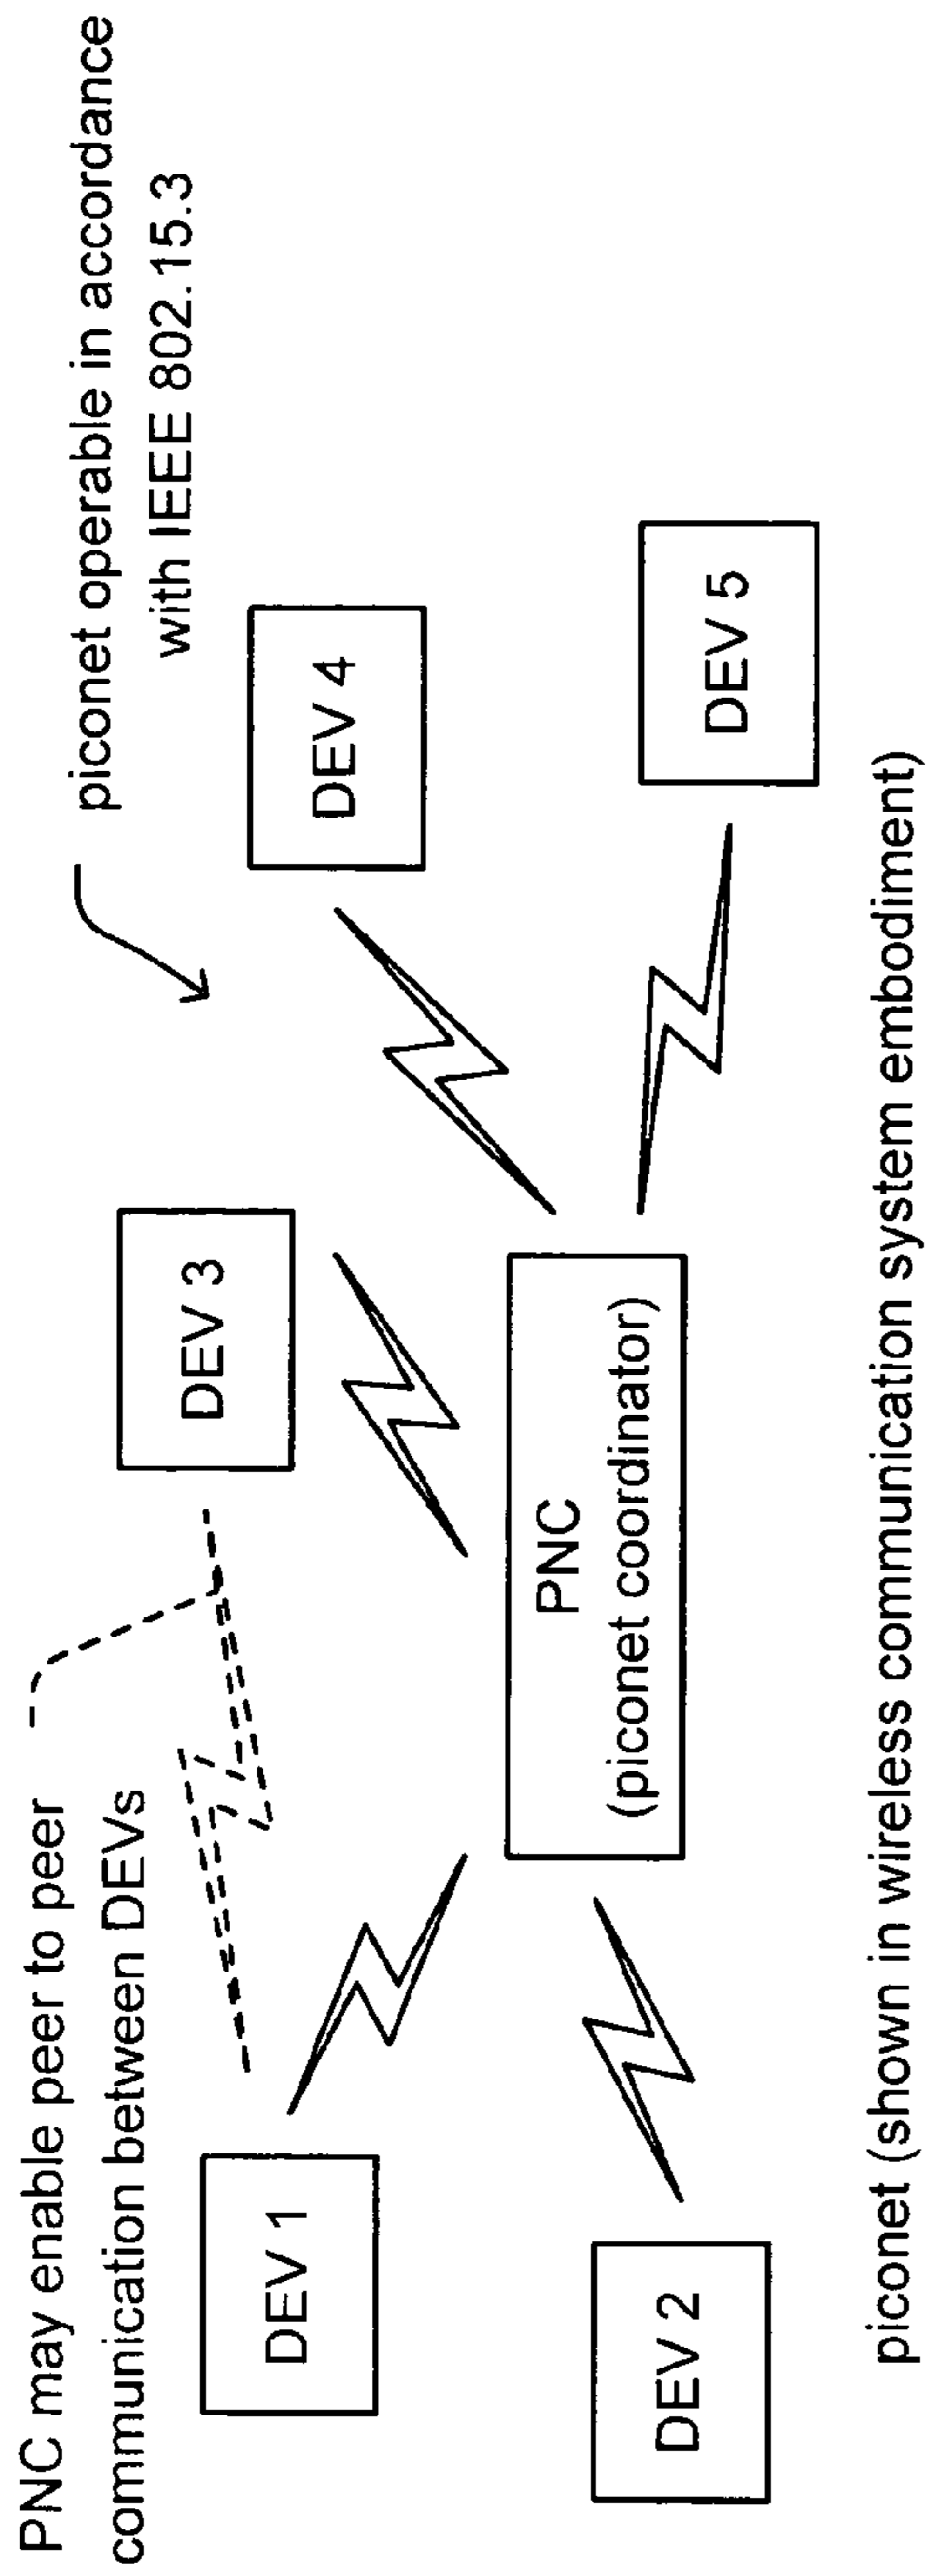 PNC may enable peer to peer
communication between DEVs
piconet operable in accordance
with IEEE 802.15.3
DEV 1
DEV 3
DEV 4
DEV 2
PNC
(piconet coordinator)
DEV 5
piconet (shown in wireless communication system embodiment)